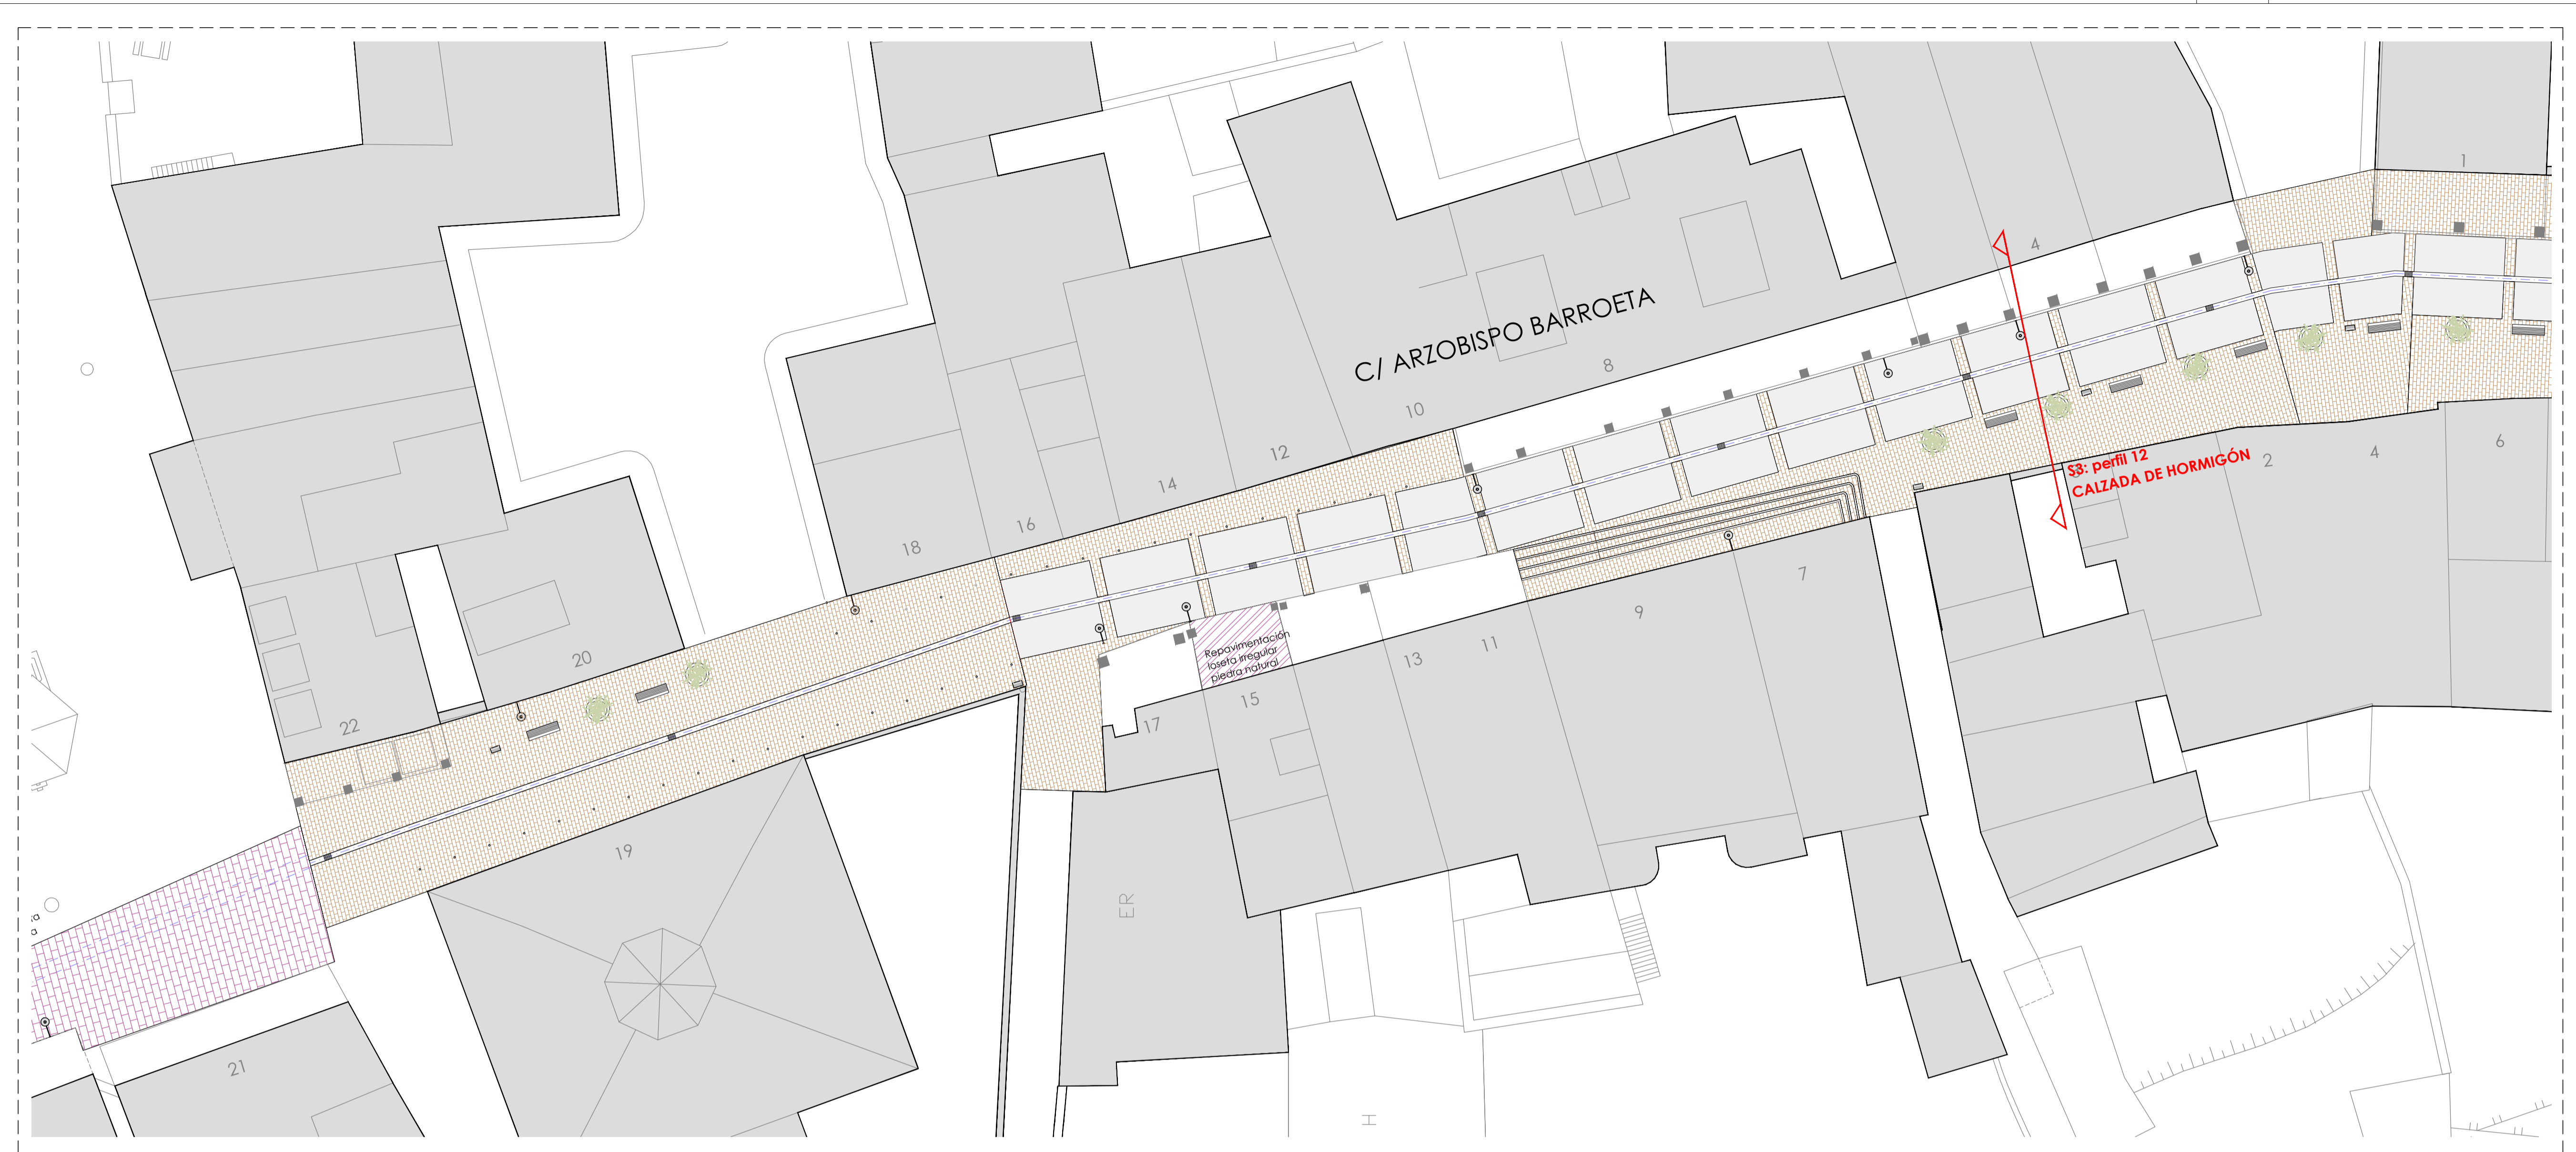 1
4
C/ ARZOBISPO BARROETA
8
10
12
14
16
18
S3: perfil 12
CALZADA DE HORMIGÓN
2
4
6
7
9
11
13
15
17
Repavimentación
loseta irregular
piedra natural
20
22
19
21
ER
H